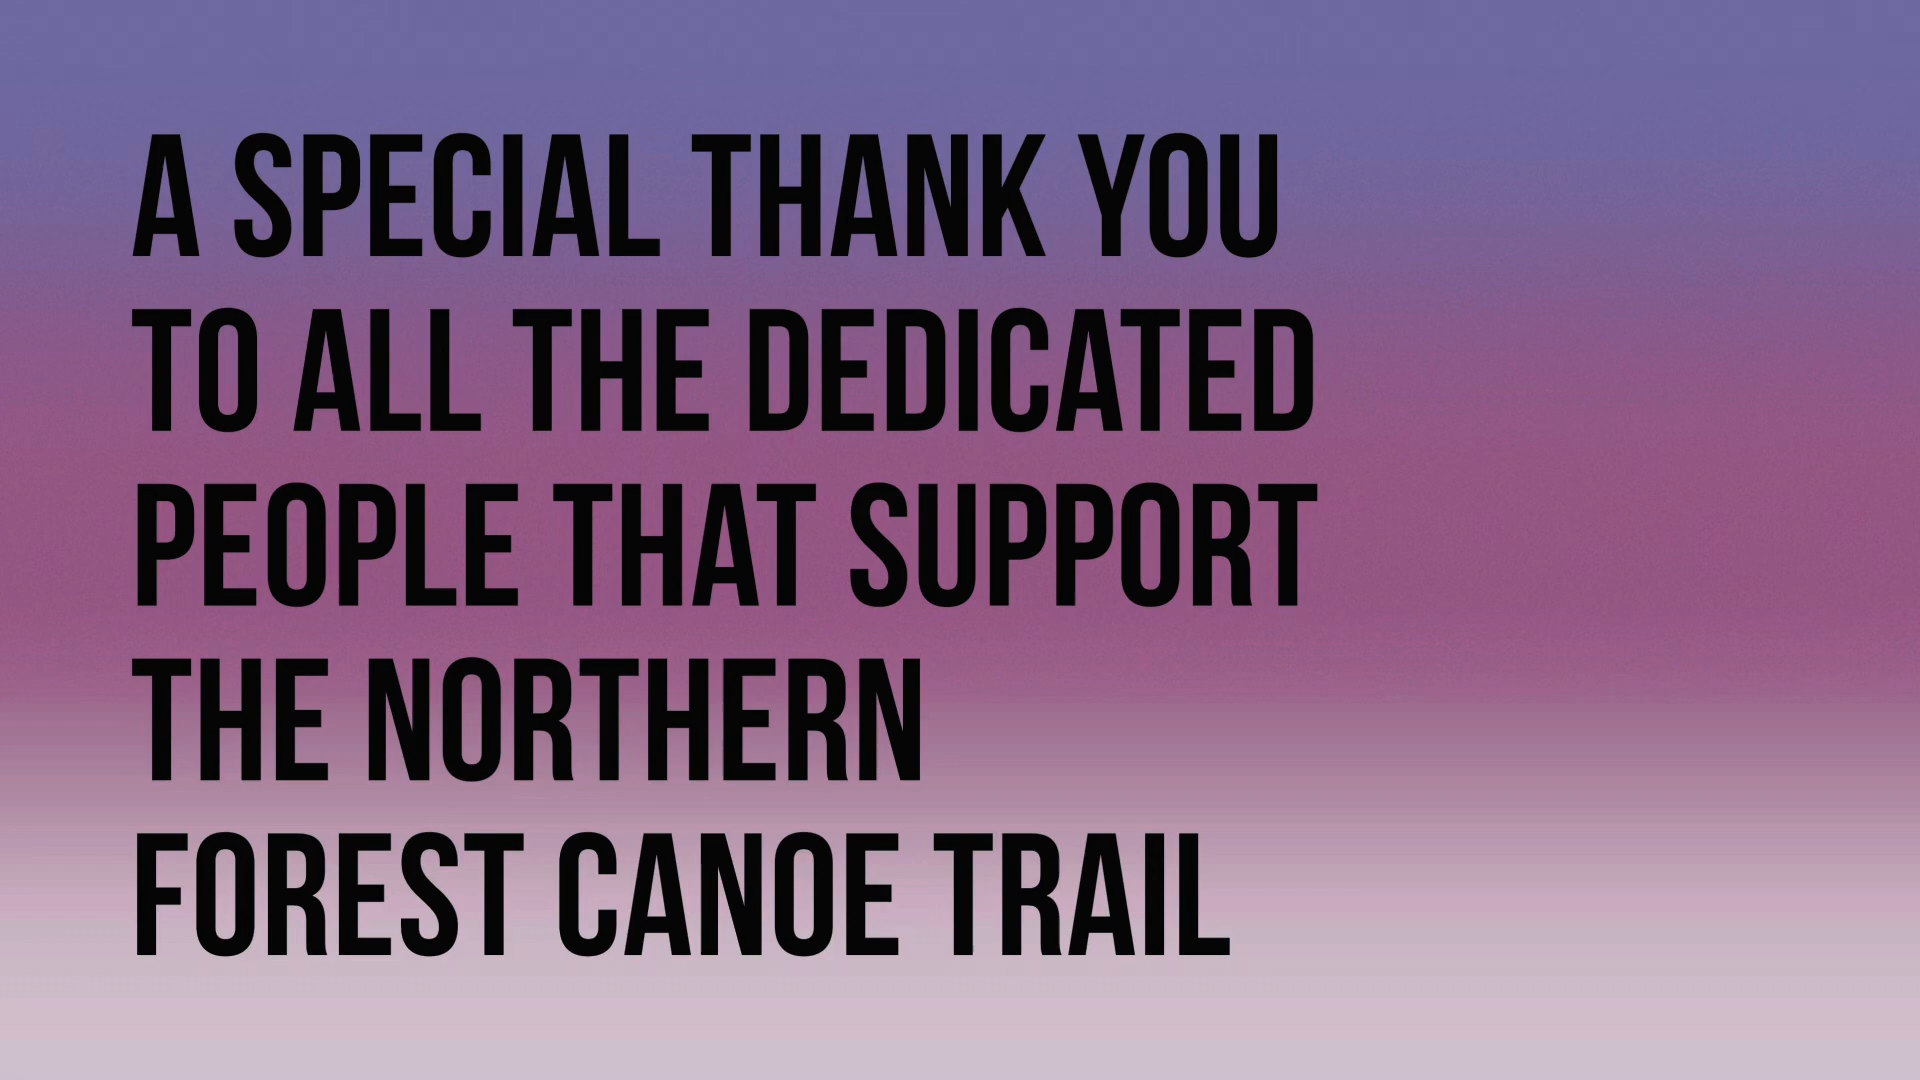 A SPECIAL THANK YOU
TO ALL THE DEDICATED
PEOPLE THAT SUPPORT
THE NORTHERN
FOREST CANOE TRAIL